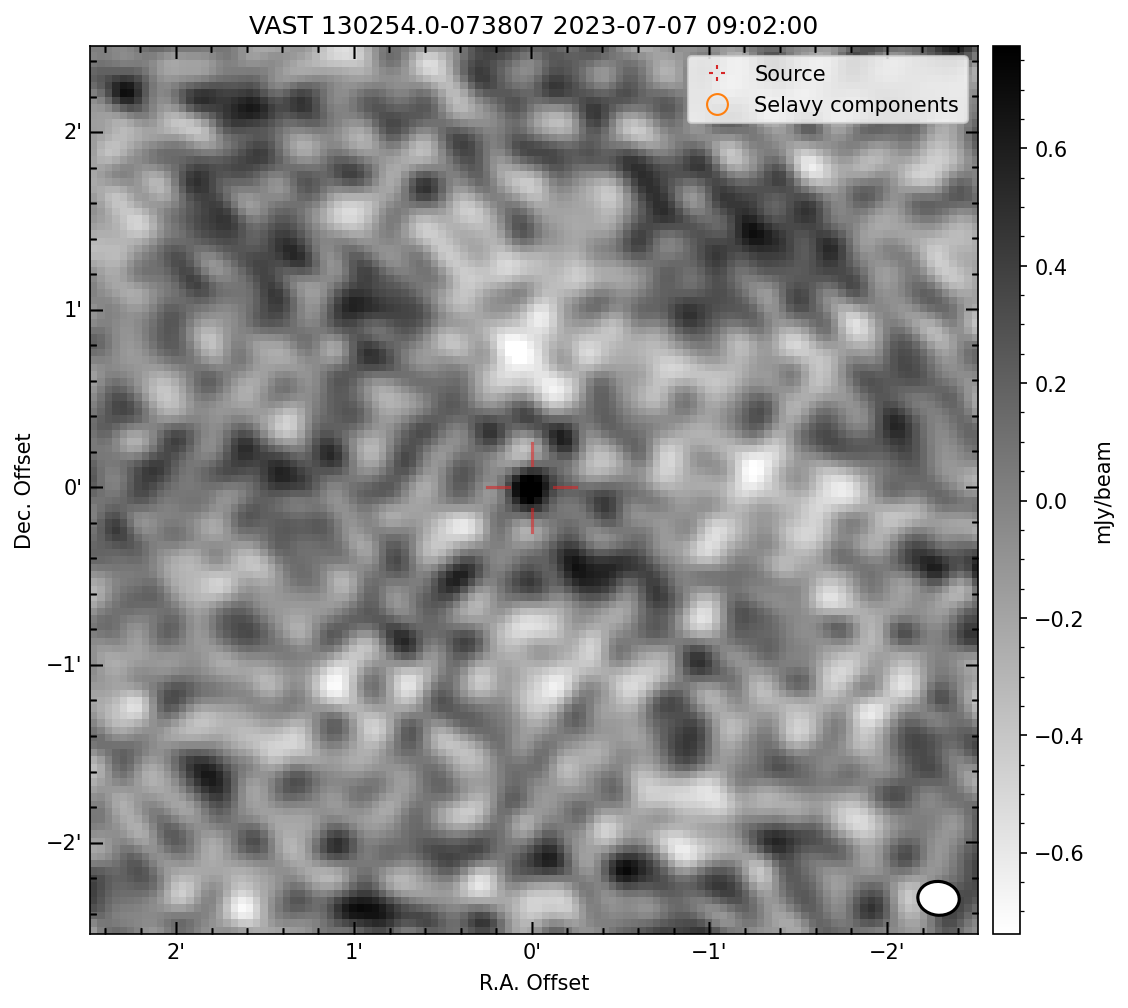 VAST 130254.0-073807 2023-07-07 09:02:00
Source
Selavy components
2'
1'
0'
−1'
−2'
Dec. Offset
2'
1'
0'
−1'
−2'
R.A. Offset
0.6
0.4
0.2
0.0
−0.2
−0.4
−0.6
mJy/beam